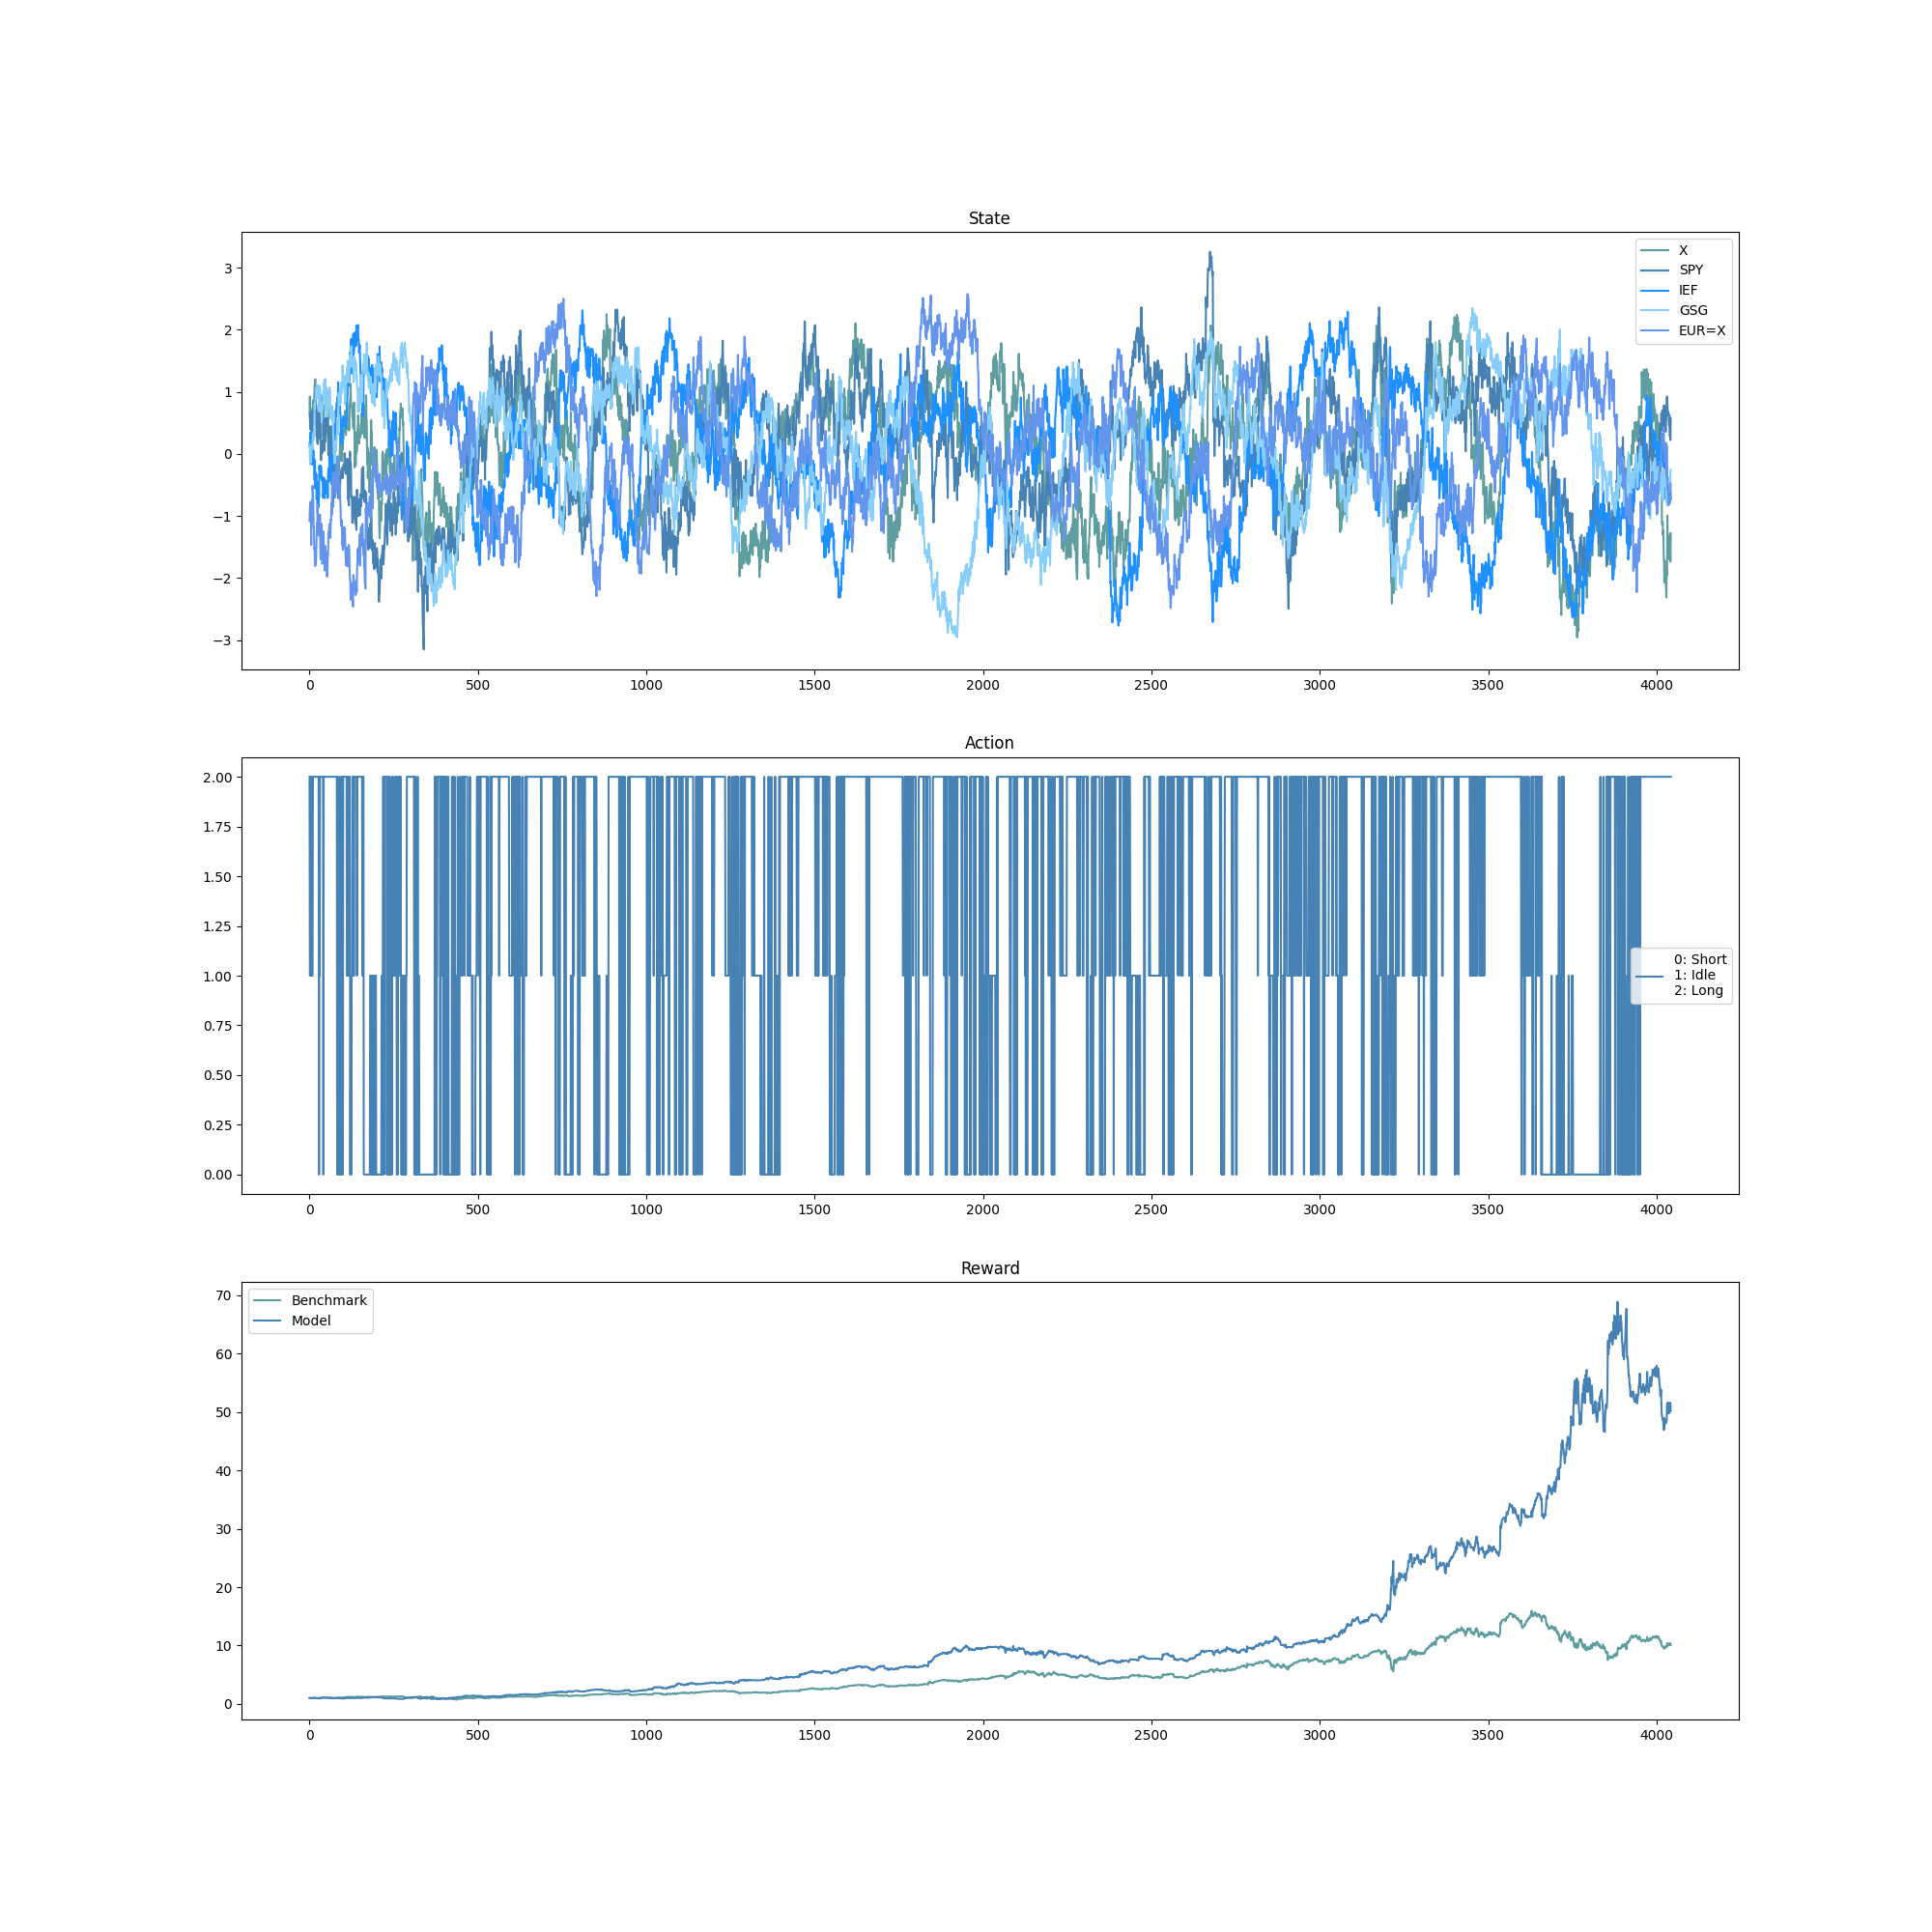 State
3
2
1
0
−1
−2
−3
X
SPY
IEF
GSG
EUR=X
0 500 1000 1500 2000 2500 3000 3500 4000
Action
2.00
1.75
1.50
1.25
1.00
0.75
0.50
0.25
0.00
0: Short
1: Idle
2: Long
0 500 1000 1500 2000 2500 3000 3500 4000
Reward
70
60
50
40
30
20
10
0
Benchmark
Model
0 500 1000 1500 2000 2500 3000 3500 4000